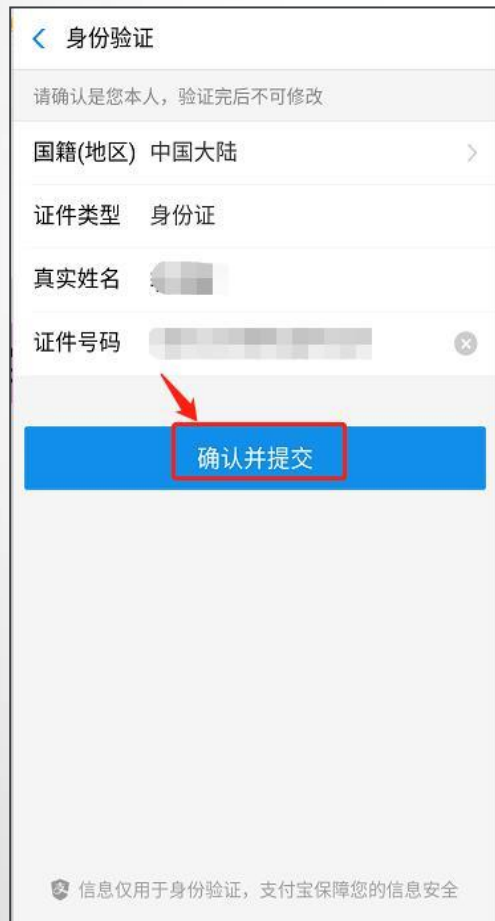 身份验证
请确认是您本人，验证完后不可修改
国籍(地区) 中国大陆
证件类型 身份证
真实姓名
证件号码
确认并提交
信息仅用于身份验证，支付宝保障您的信息安全